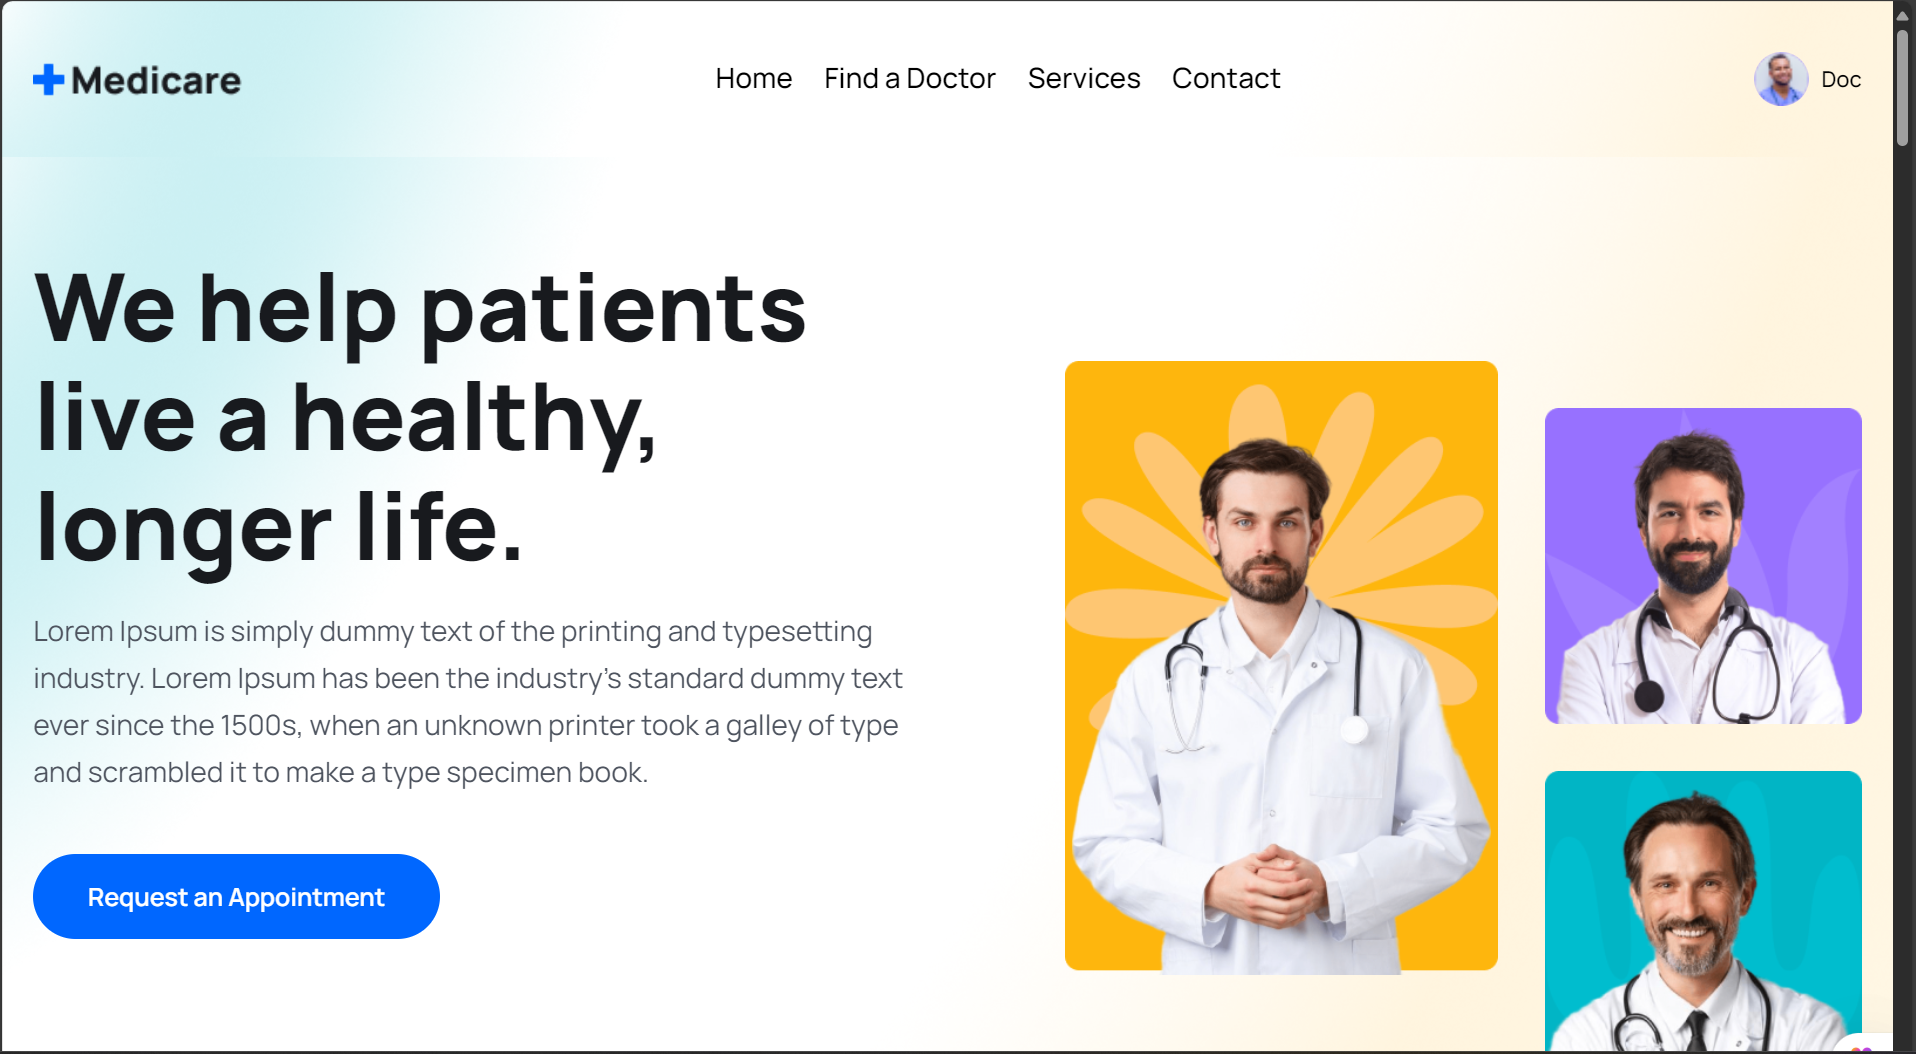 Medicare
Home Find a Doctor Services Contact
Doc
We help patients
live a healthy,
longer life.
Lorem Ipsum is simply dummy text of the printing and typesetting
industry. Lorem Ipsum has been the industry's standard dummy text
ever since the 1500s, when an unknown printer took a galley of type
and scrambled it to make a type specimen book.
Request an Appointment